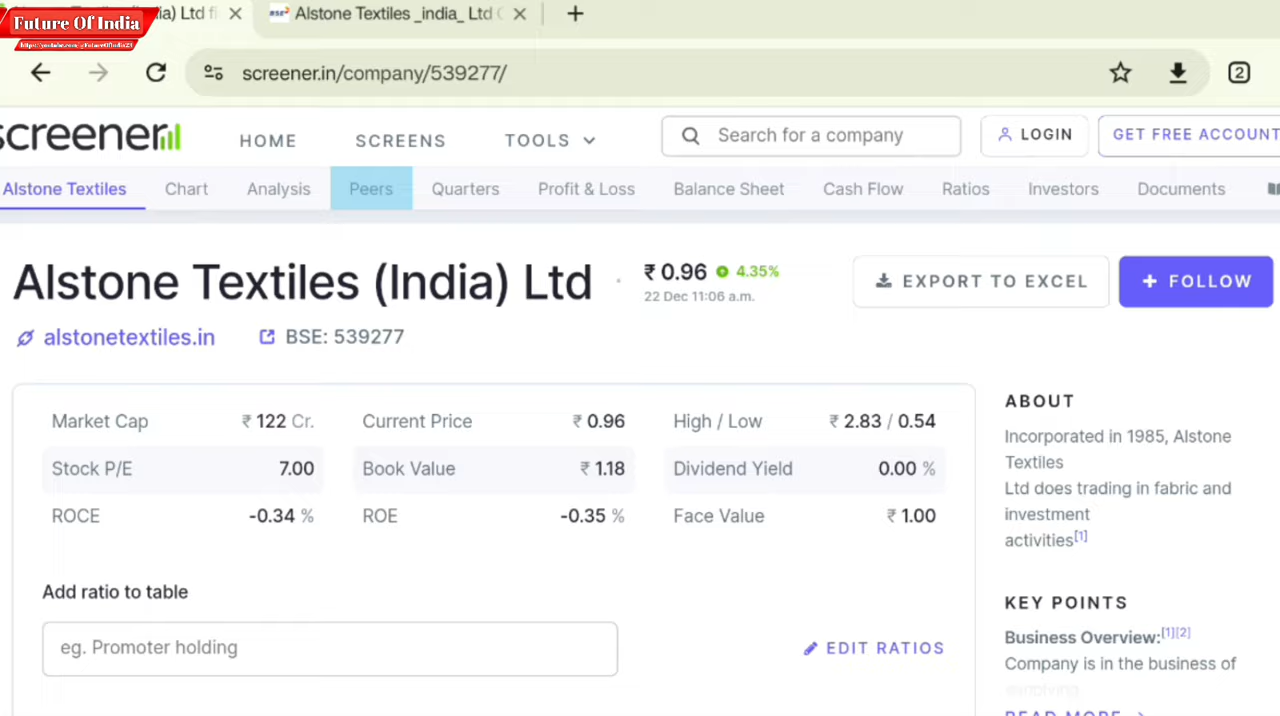 ia) Ltd fi
Alstone Textiles _india_ Ltd
Future Of India
screener.in/company/539277/
2
screener
HOME
SCREENS
TOOLS
Search for a company
LOGIN
GET FREE ACCOUNT
Alstone Textiles
Chart
Analysis
Peers
Quarters
Profit & Loss
Balance Sheet
Cash Flow
Ratios
Investors
Documents
Alstone Textiles (India) Ltd
₹ 0.96 4.35%
22 Dec 11:06 a.m.
EXPORT TO EXCEL
+ FOLLOW
alstonetextiles.in
BSE: 539277
Market Cap ₹ 122 Cr.
Current Price ₹ 0.96
High / Low ₹ 2.83 / 0.54
Stock P/E 7.00
Book Value ₹ 1.18
Dividend Yield 0.00 %
ROCE -0.34 %
ROE -0.35 %
Face Value ₹ 1.00
Add ratio to table
eg. Promoter holding
EDIT RATIOS
ABOUT
Incorporated in 1985, Alstone
Textiles
Ltd does trading in fabric and
investment
activities[1]
KEY POINTS
Business Overview:[1][2]
Company is in the business of
READ MORE